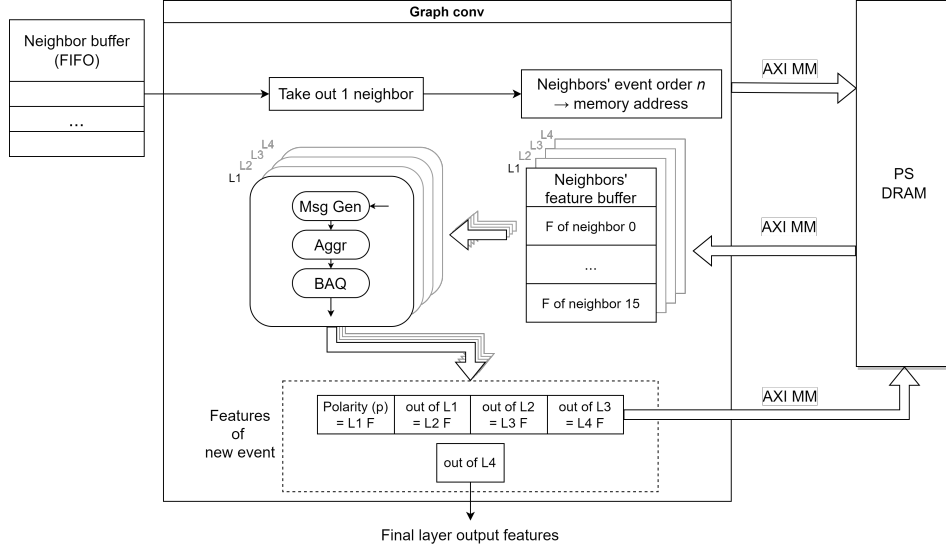 Graph conv
Neighbor buffer
(FIFO)
...
Take out 1 neighbor
Neighbors' event order n
→ memory address
AXI MM
PS
DRAM
L4
L3
L2
L1
Msg Gen
Aggr
BAQ
L4
L3
L2
L1
Neighbors'
feature buffer
F of neighbor 0
...
F of neighbor 15
AXI MM
Features
of
new event
Polarity (p)
= L1 F
out of L1
= L2 F
out of L2
= L3 F
out of L3
= L4 F
AXI MM
out of L4
Final layer output features